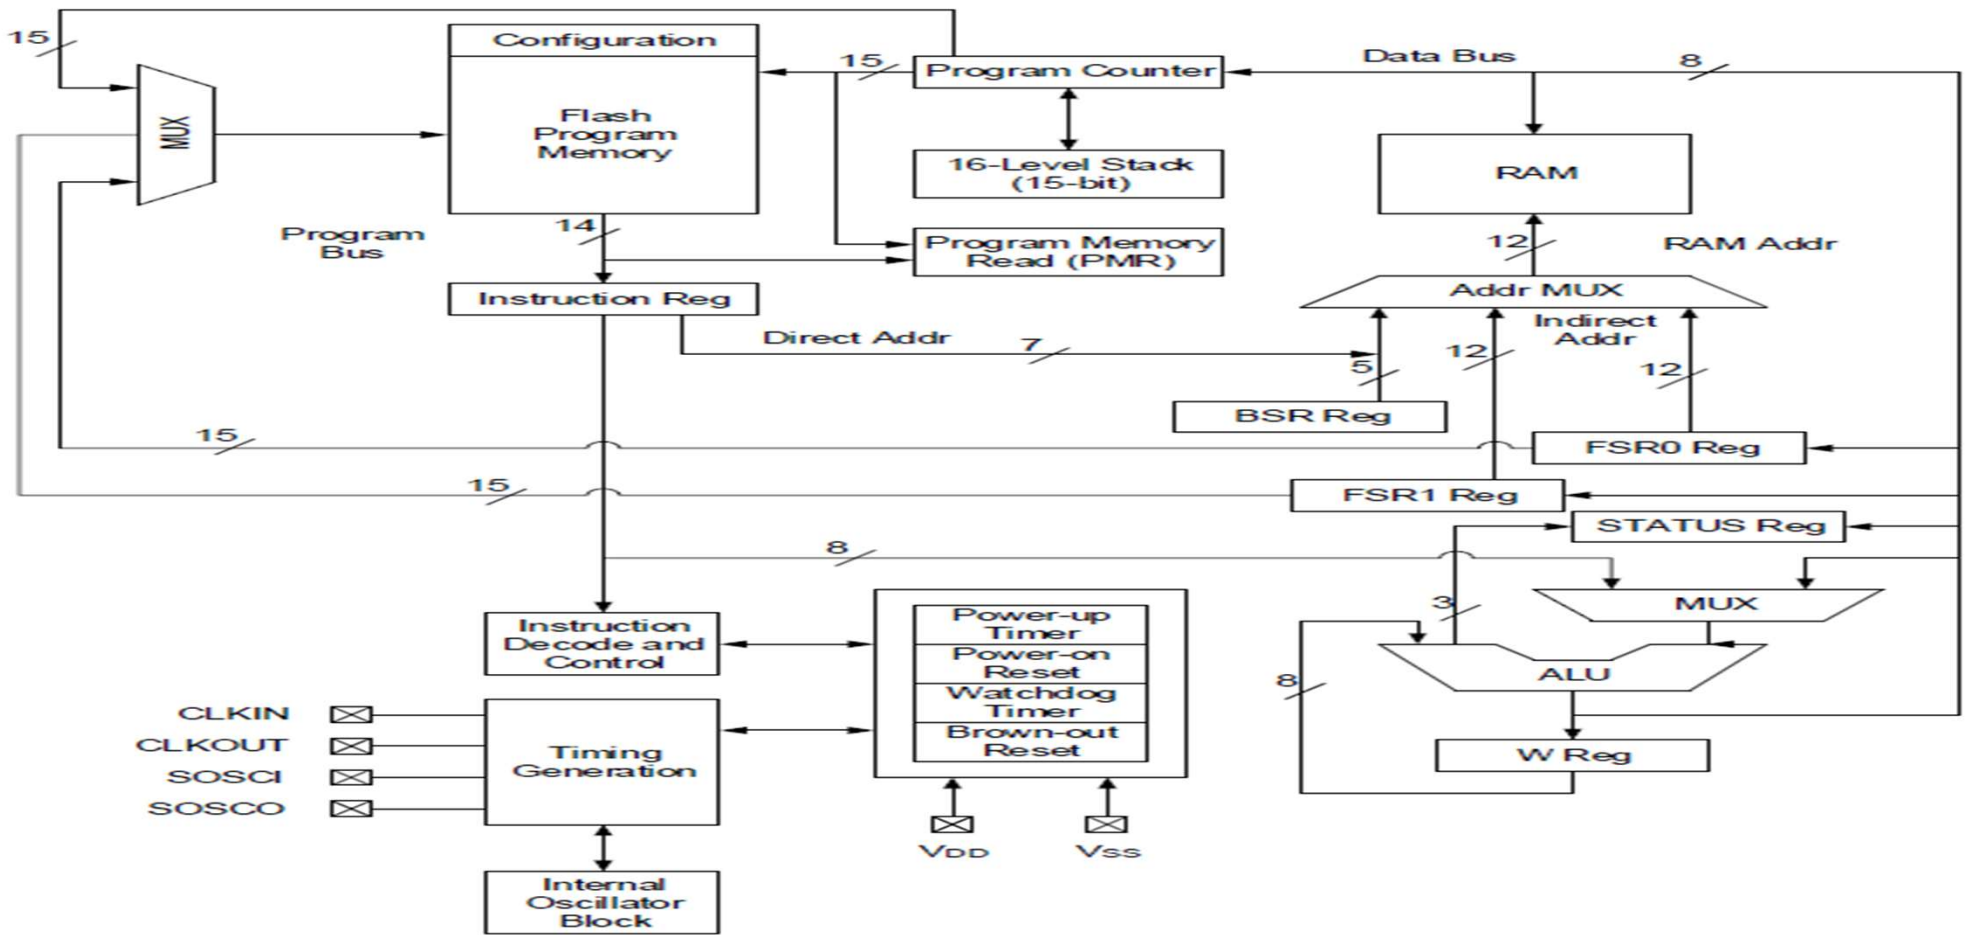 15
Configuration
15
Program Counter
Data Bus
8
MUX
Flash
Program
Memory
16-Level Stack
(15-bit)
RAM
Program
Bus
14
Program Memory
Read (PMR)
12
RAM Addr
Instruction Reg
Addr MUX
Direct Addr
7
Indirect
Addr
5
12
12
BSR Reg
15
FSR0 Reg
15
FSR1 Reg
STATUS Reg
8
MUX
3
Instruction
Decode and
Control
Power-up
Timer
Power-on
Reset
Watchdog
Timer
Brown-out
Reset
8
ALU
CLKIN
CLKOUT
SOSCI
SOSCO
Timing
Generation
W Reg
VDD
VSS
Internal
Oscillator
Block